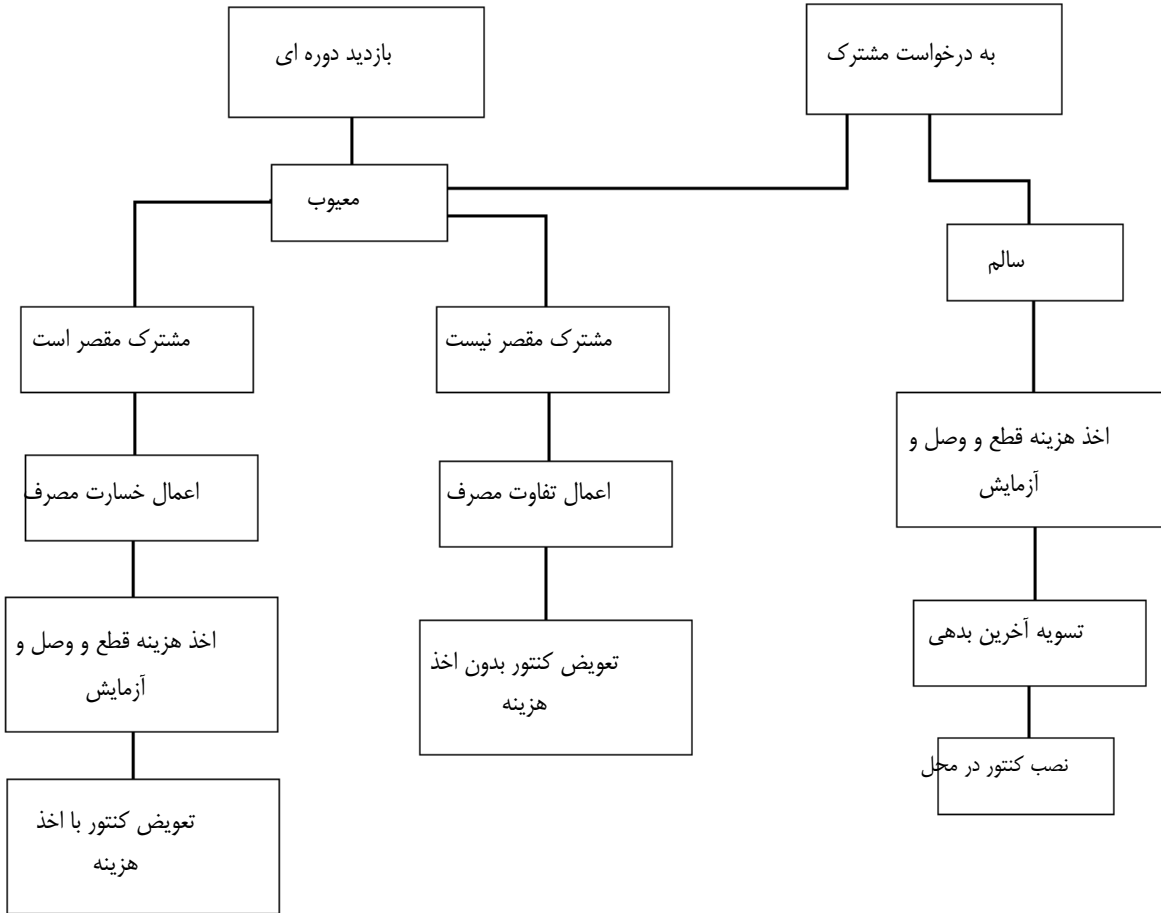 به درخواست مشترک
بازدید دوره ای
معیوب
سالم
مشترک مقصر نیست
مشترک مقصر است
اخذ هزینه قطع و وصل و
آزمایش
اعمال تفاوت مصرف
اعمال خسارت مصرف
تسویه آخرین بدهی
تعویض کنتور بدون اخذ
هزینه
اخذ هزینه قطع و وصل و
آزمایش
نصب کنتور در محل
تعویض کنتور با اخذ
هزینه